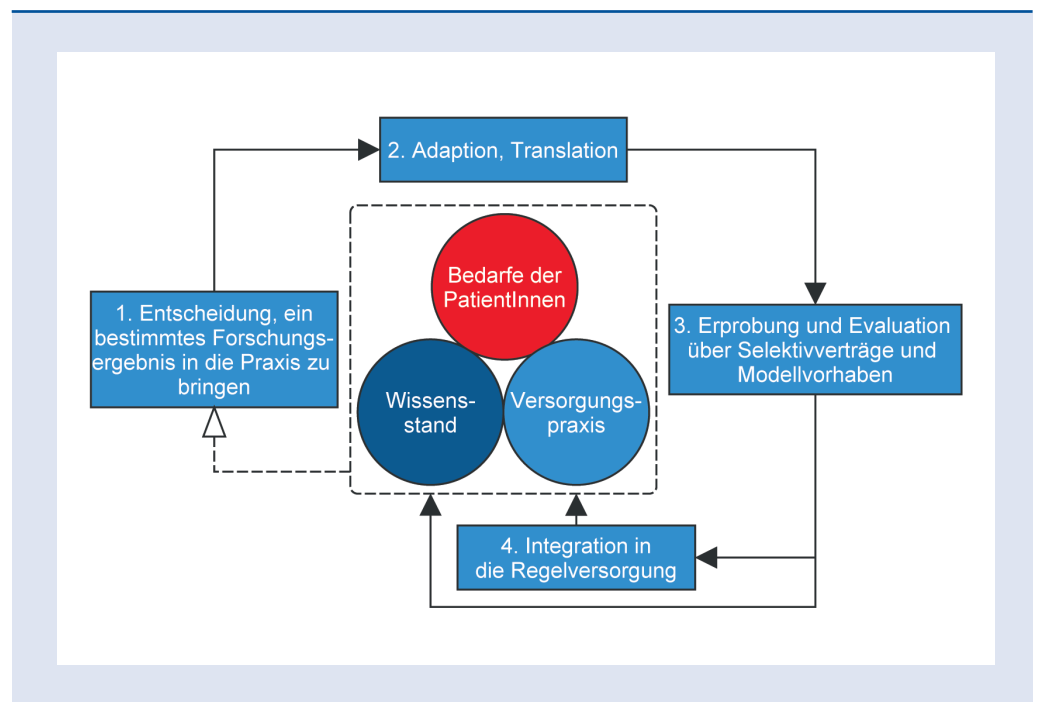 2. Adaption, Translation
Bedarfe der
PatientInnen
1. Entscheidung, ein
bestimmtes Forschungs-
ergebnis in die Praxis zu
bringen
3. Erprobung und Evaluation
über Selektivverträge und
Modellvorhaben
Wissens-
stand
Versorgungs-
praxis
4. Integration in
die Regelversorgung